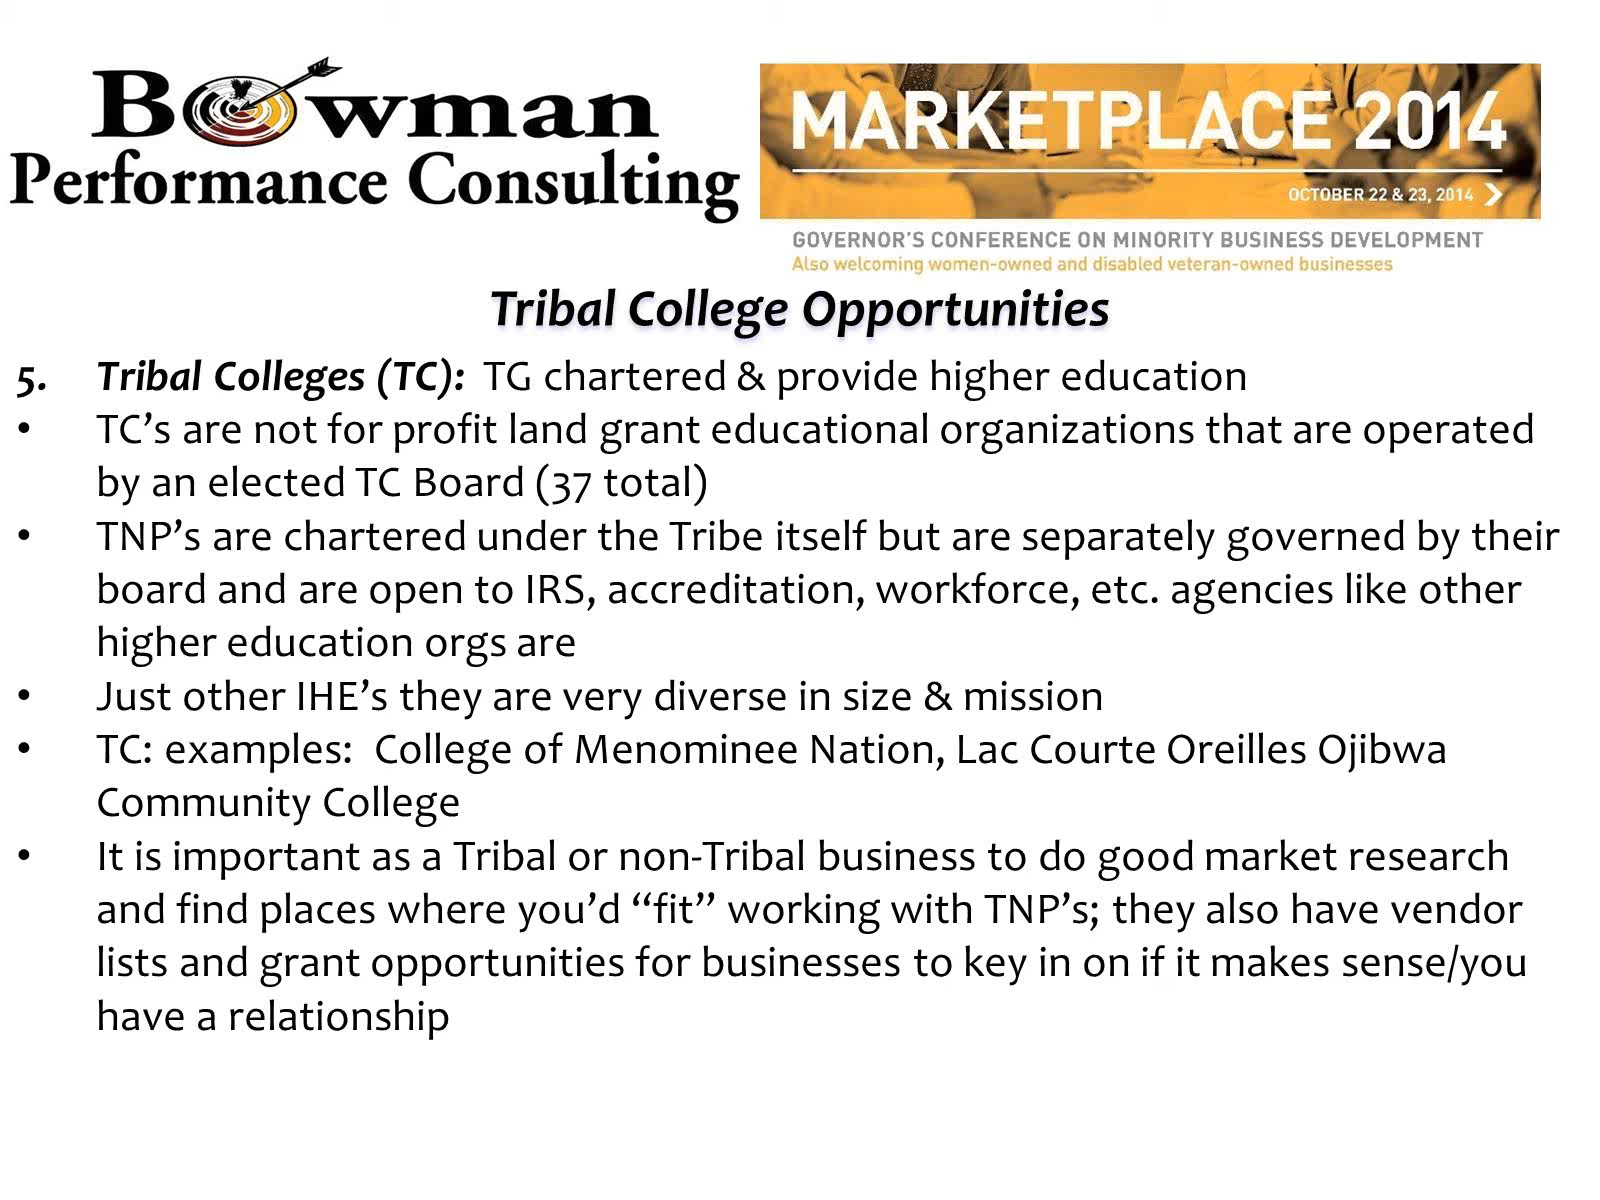 Bowman
Performance Consulting
MARKETPLACE 2014
OCTOBER 22 & 23, 2014
GOVERNOR'S CONFERENCE ON MINORITY BUSINESS DEVELOPMENT
Also welcoming women-owned and disabled veteran-owned businesses
Tribal College Opportunities
5. Tribal Colleges (TC): TG chartered & provide higher education
• TC's are not for profit land grant educational organizations that are operated
by an elected TC Board (37 total)
• TNP's are chartered under the Tribe itself but are separately governed by their
board and are open to IRS, accreditation, workforce, etc. agencies like other
higher education orgs are
• Just other IHE's they are very diverse in size & mission
• TC: examples: College of Menominee Nation, Lac Courte Oreilles Ojibwa
Community College
• It is important as a Tribal or non-Tribal business to do good market research
and find places where you'd “fit” working with TNP's; they also have vendor
lists and grant opportunities for businesses to key in on if it makes sense/you
have a relationship